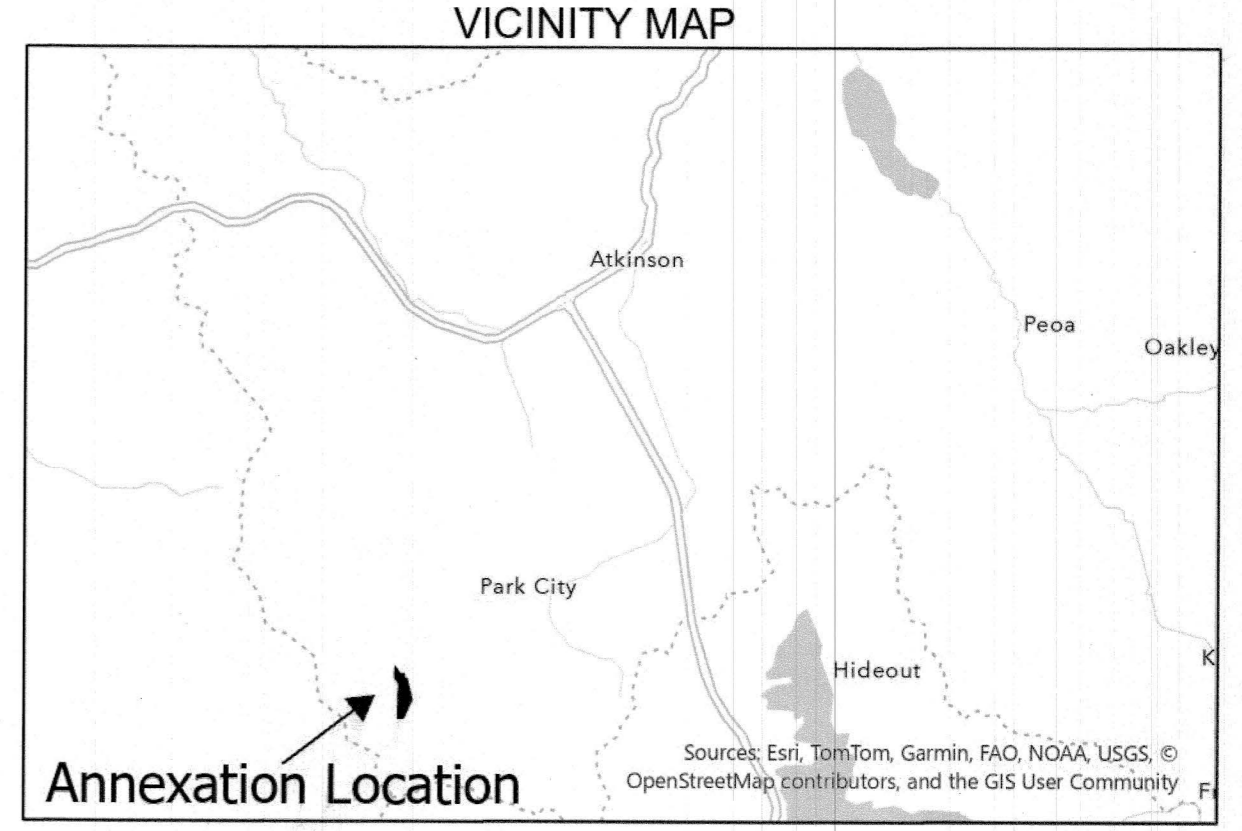 VICINITY MAP
Atkinson
Peoa
Oakley
Park City
Hideout
K
Sources: Esri, TomTom, Garmin, FAO, NOAA, USGS, ©
OpenStreetMap contributors, and the GIS User Community
Annexation Location